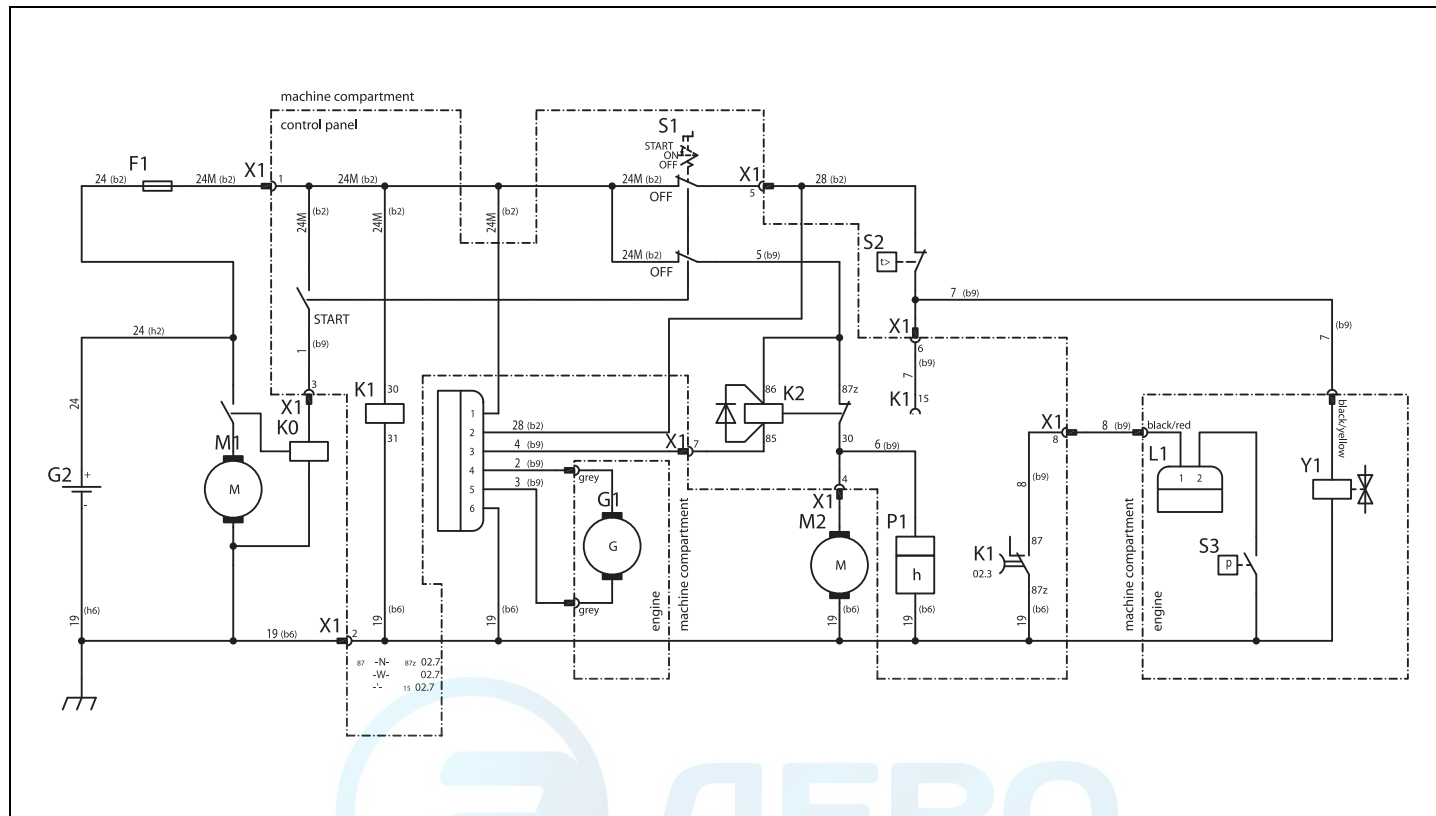 machine compartment
control panel
S1
START
ON
OFF
F1
24 (b2)
24M (b2)
X1
1
24M (b2)
24M (b2)
OFF
X1
5
28 (b2)
24M
(b2)
24M
(b2)
24M
(b2)
24M (b2)
OFF
5 (b9)
S2
t>
START
7 (b9)
24 (h2)
1
(b9)
X1
6
7
(b9)
7
(b9)
3
X1
K0
K1
30
31
86
K2
87z
85
30
K1
15
24
M1
M
G2
+
-
1
2
3
4
5
6
28 (b2)
4 (b9)
2 (b9)
3 (b9)
X1
7
6 (b9)
X1
8
8 (b9)
black/red
black/yellow
L1
1 2
Y1
grey
G1
G
grey
4
X1
M2
M
P1
h
8
(b9)
K1
02.3
87
87z
S3
p
engine
machine compartment
machine compartment
engine
19
(h6)
19 (b6)
X1
2
19
(b6)
19
(b6)
19
(b6)
19
(b6)
19
(b6)
87 -N- 87z 02.7
-W- 02.7
-'- 15 02.7